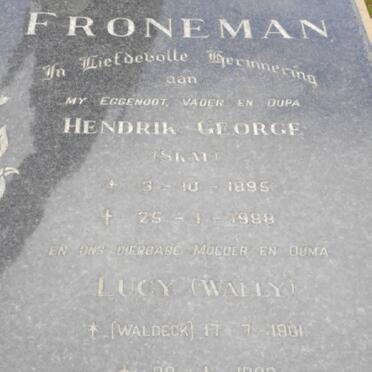 FRONEMAN
In Liefdevolle Herinnering
aan
MY EGGENOOT, VADER EN OUPA
HENDRIK GEORGE
(SKAT)
* 3 - 10 - 1895
✝ 25 - 1 - 1988
EN ONS DIERBARE MOEDER EN OUMA
LUCY (WALLY)
* (WALDECK) 17 - 7 - 1901